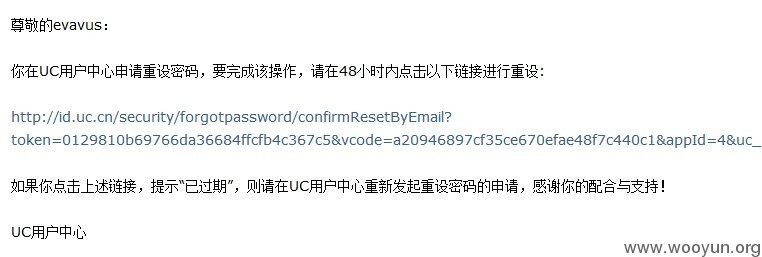 尊敬的evavus：
你在UC用户中心申请重设密码，要完成该操作，请在48小时内点击以下链接进行重设：
http://id.uc.cn/security/forgotpassword/confirmResetByEmail?
token=0129810b69766da36684ffcfb4c367c5&vcode=a20946897cf35ce670efae48f7c440c1&appId=4&uc_
如果你点击上述链接，提示“已过期”，则请在UC用户中心重新发起重设密码的申请，感谢你的配合与支持！
UC用户中心
www.wooyun.org